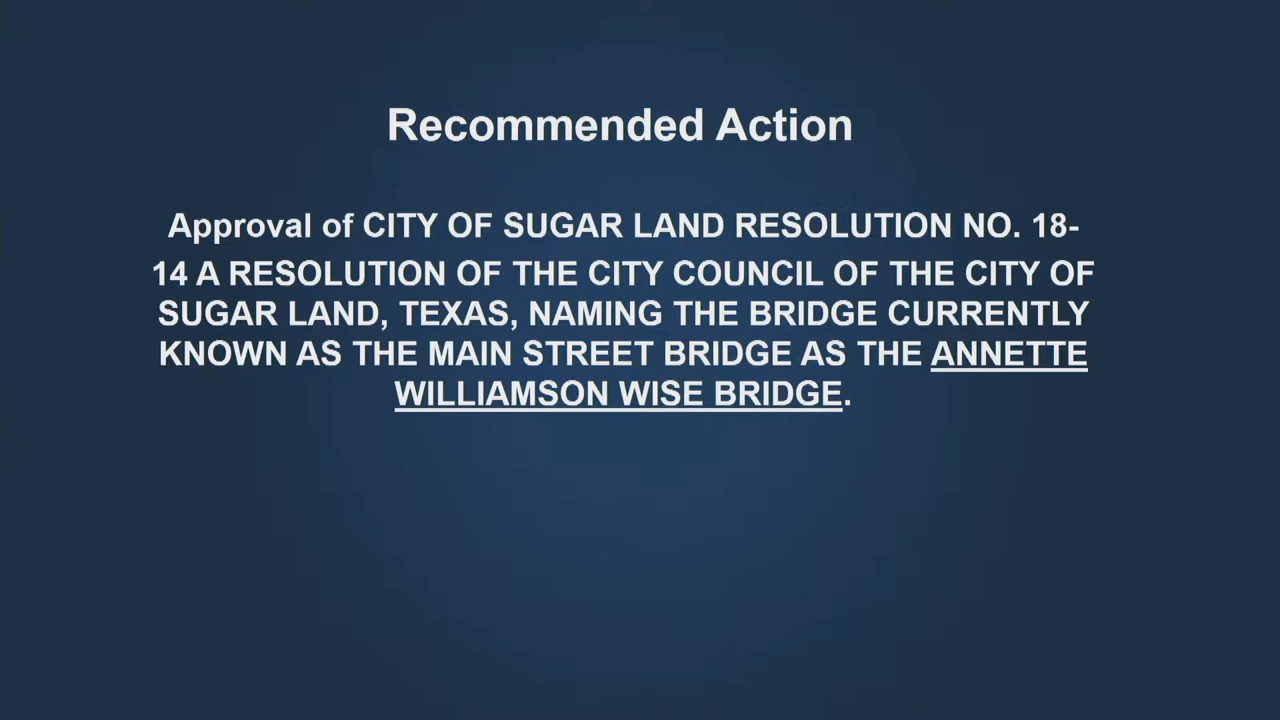 Recommended Action
Approval of CITY OF SUGAR LAND RESOLUTION NO. 18-
14 A RESOLUTION OF THE CITY COUNCIL OF THE CITY OF
SUGAR LAND, TEXAS, NAMING THE BRIDGE CURRENTLY
KNOWN AS THE MAIN STREET BRIDGE AS THE ANNETTE
WILLIAMSON WISE BRIDGE.